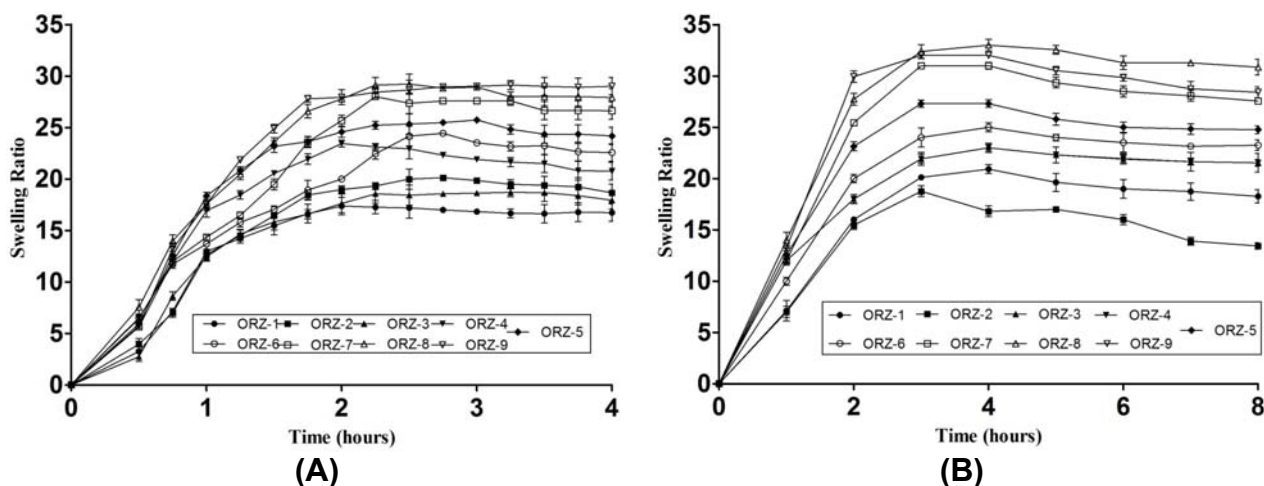 35
30
25
20
15
10
5
0
Swelling Ratio
ORZ-1 ORZ-2 ORZ-3 ORZ-4 ORZ-5
ORZ-6 ORZ-7 ORZ-8 ORZ-9
0 1 2 3 4
Time (hours)
(A)
35
30
25
20
15
10
5
0
Swelling Ratio
ORZ-1 ORZ-2 ORZ-3 ORZ-4 ORZ-5
ORZ-6 ORZ-7 ORZ-8 ORZ-9
0 2 4 6 8
Time (hours)
(B)